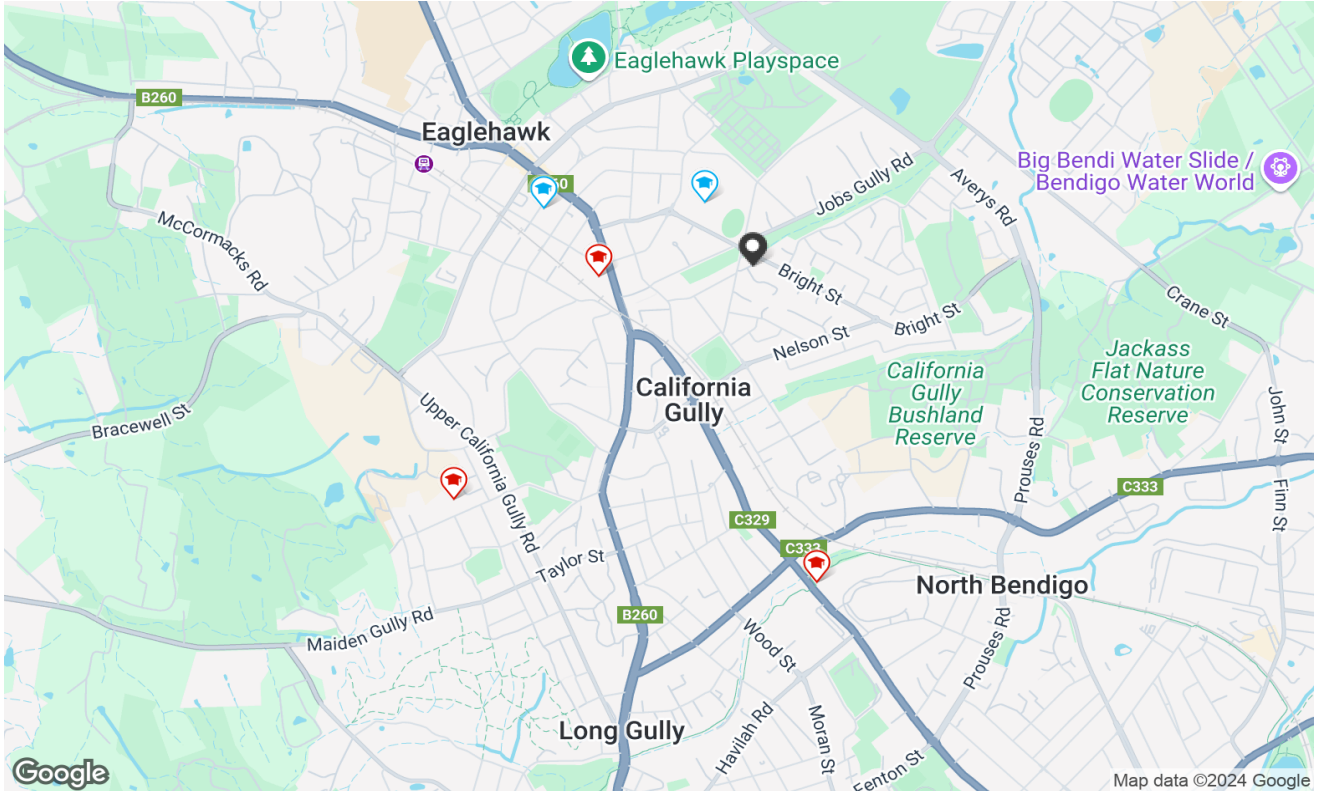 Eaglehawk Playspace
B260
Eaglehawk
Big Bendi Water Slide /
Bendigo Water World
Jobs Gully Rd
Averys Rd
McCormacks Rd
Bright St
Crane St
Bright St
Nelson St
Jackass
Flat Nature
Conservation
Reserve
California
Gully
Bushland
Reserve
California
Gully
John St
Bracewell St
Upper California Gully Rd
Prouses Rd
C333
Finn St
C329
C333
Taylor St
North Bendigo
B260
Maiden Gully Rd
Wood St
Prouses Rd
Long Gully
Havilah Rd
Moran St
Fenton St
Google
Map data ©2024 Google